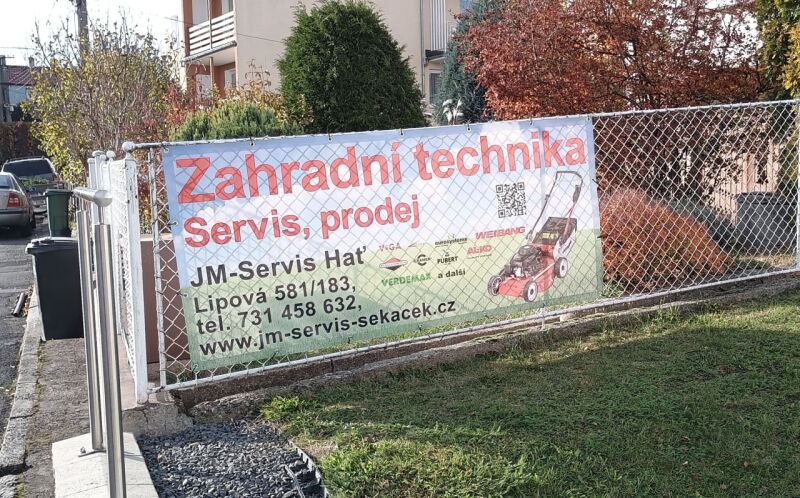 Zahradní technika
Servis, prodej
JM-Servis Hať
Lipová 581/183,
tel. 731 458 632,
www.jm-servis-sekacek.cz
VeGA
eurosystems
WEIBANG
PUBERT
AL-KO
VERDEMAX
a další